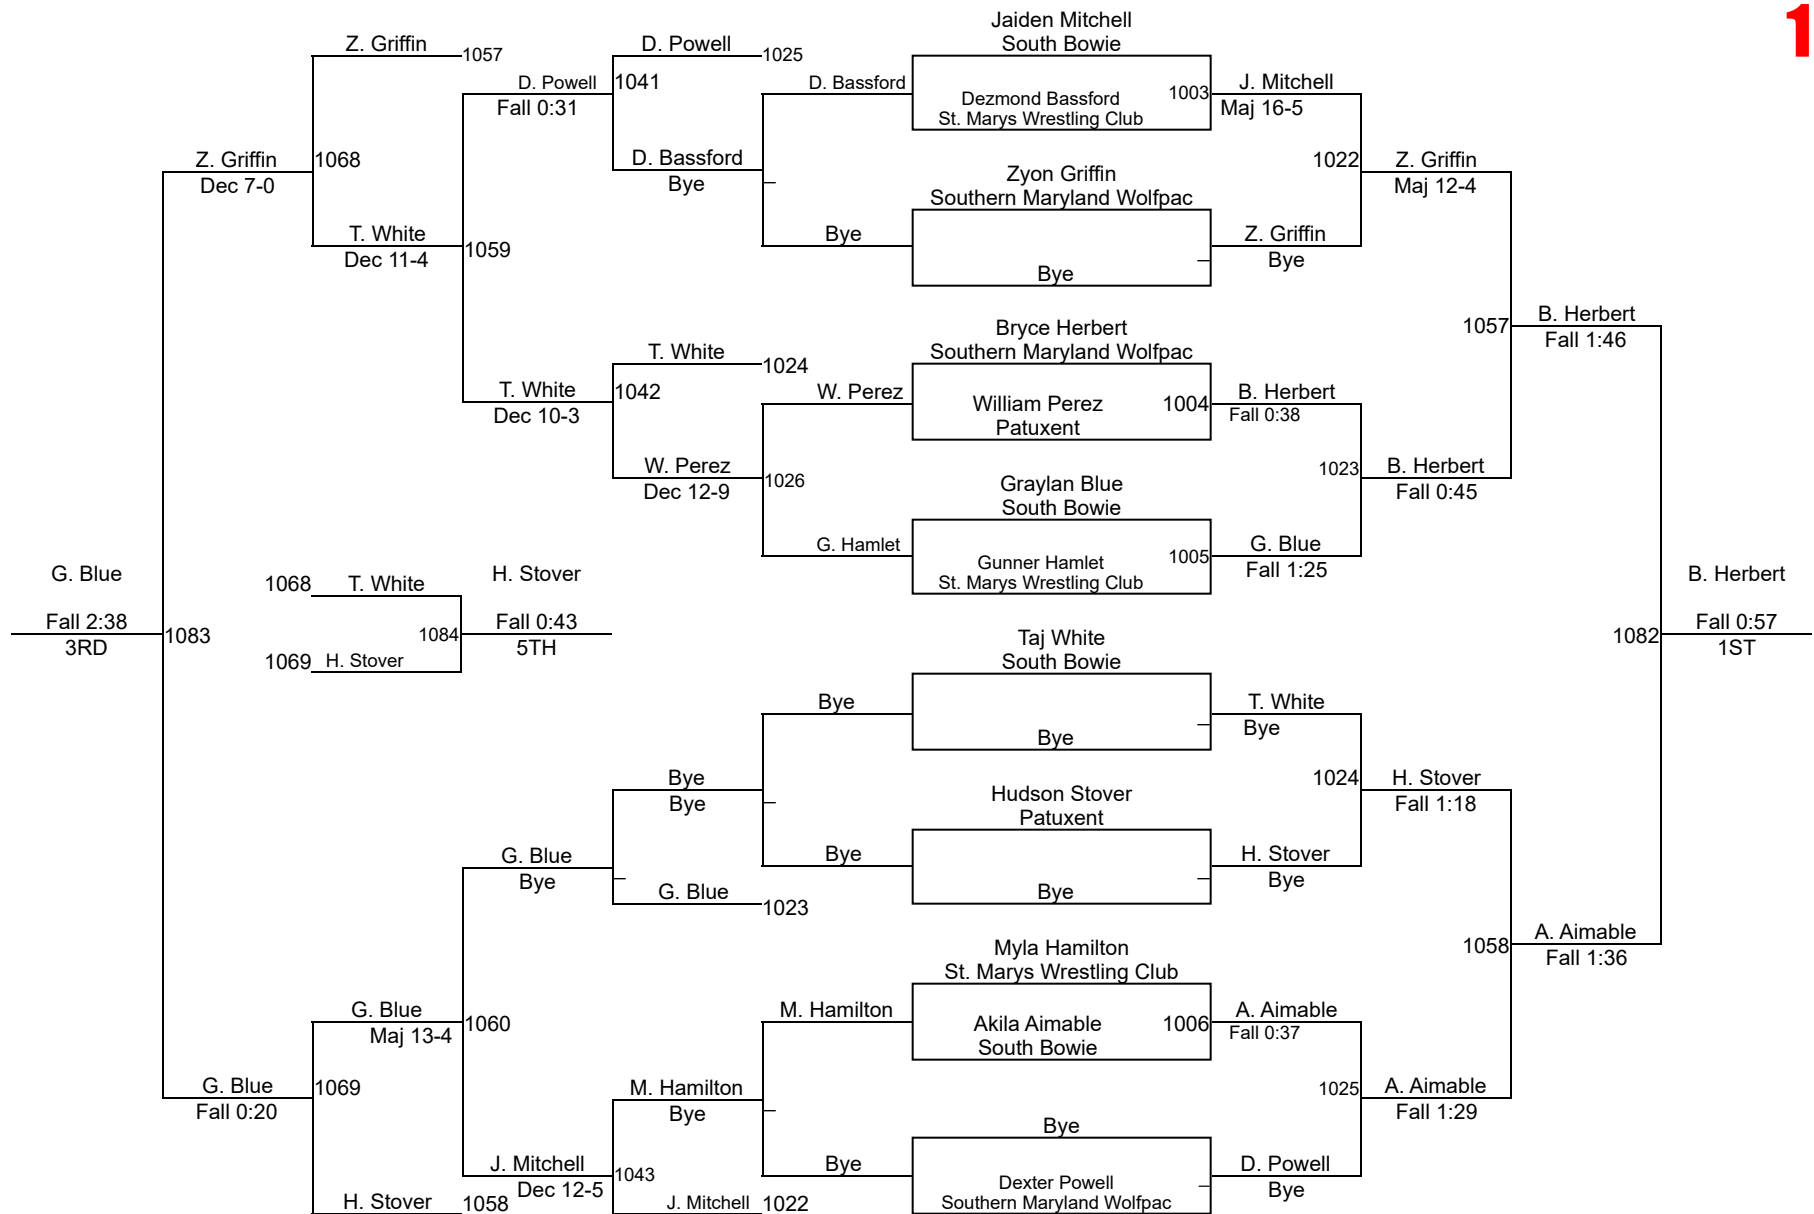 1
Jaiden Mitchell
Z. Griffin
D. Powell
South Bowie
1057
1025
D. Powell
1041
D. Bassford
J. Mitchell
Fall 0:31
Dezmond Bassford
1003
Maj 16-5
St. Marys Wrestling Club
Z. Griffin
1068
D. Bassford
1022
Z. Griffin
Dec 7-0
Bye
Zyon Griffin
Maj 12-4
Southern Maryland Wolfpac
T. White
1059
Bye
Z. Griffin
Dec 11-4
Bye
Bye
B. Herbert
Bryce Herbert
1057
Fall 1:46
T. White
Southern Maryland Wolfpac
1024
T. White
1042
W. Perez
B. Herbert
Dec 10-3
William Perez
1004
Fall 0:38
Patuxent
W. Perez
1023
B. Herbert
Dec 12-9
1026
Graylan Blue
Fall 0:45
South Bowie
G. Hamlet
G. Blue
Gunner Hamlet
1005
Fall 1:25
St. Marys Wrestling Club
G. Blue
1068
T. White
H. Stover
B. Herbert
Fall 2:38
1083
1084
Fall 0:43
1082
Fall 0:57
3RD
5TH
1ST
Taj White
1069
H. Stover
South Bowie
Bye
T. White
Bye
Bye
Bye
1024
H. Stover
Bye
Hudson Stover
Fall 1:18
Patuxent
G. Blue
Bye
H. Stover
Bye
Bye
Bye
G. Blue
1023
Myla Hamilton
1058
A. Aimable
St. Marys Wrestling Club
Fall 1:36
G. Blue
1060
M. Hamilton
A. Aimable
Maj 13-4
Akila Aimable
1006
Fall 0:37
South Bowie
G. Blue
1069
M. Hamilton
1025
A. Aimable
Fall 0:20
Bye
Fall 1:29
Bye
J. Mitchell
1043
Bye
D. Powell
Dec 12-5
Dexter Powell
Bye
H. Stover
1058
J. Mitchell
1022
Southern Maryland Wolfpac